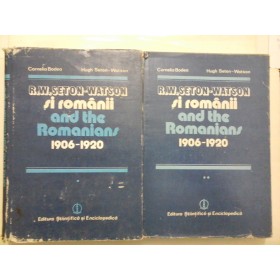 Cornelia Bodea Hugh Seton-Watson
R.W. SETON-WATSON
și românii
and the
Romanians
1906-1920
Editura Științifică și Enciclopedică
Cornelia Bodea Hugh Seton-Watson
R.W. SETON-WATSON
și românii
and the
Romanians
1906-1920
**
Editura Științifică și Enciclopedică